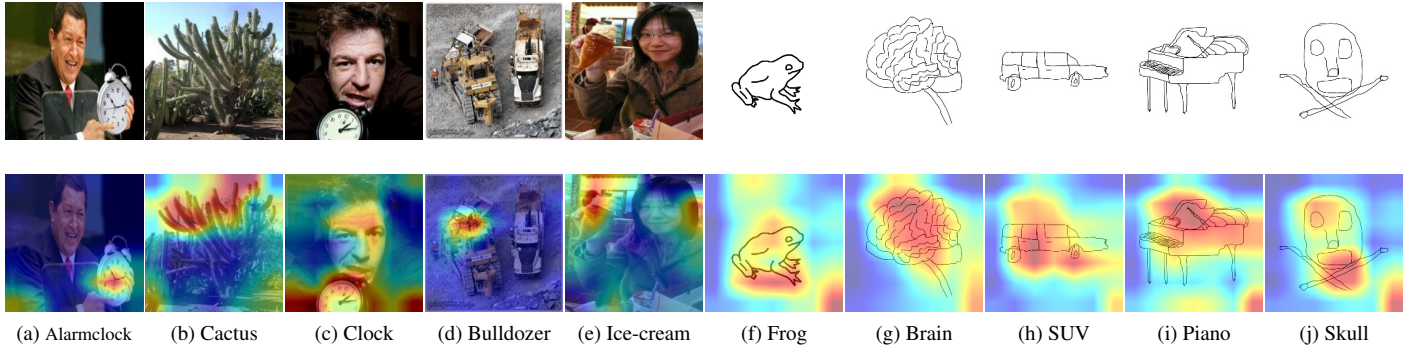 (a) Alarmclock (b) Cactus (c) Clock (d) Bulldozer (e) Ice-cream (f) Frog (g) Brain (h) SUV (i) Piano (j) Skull